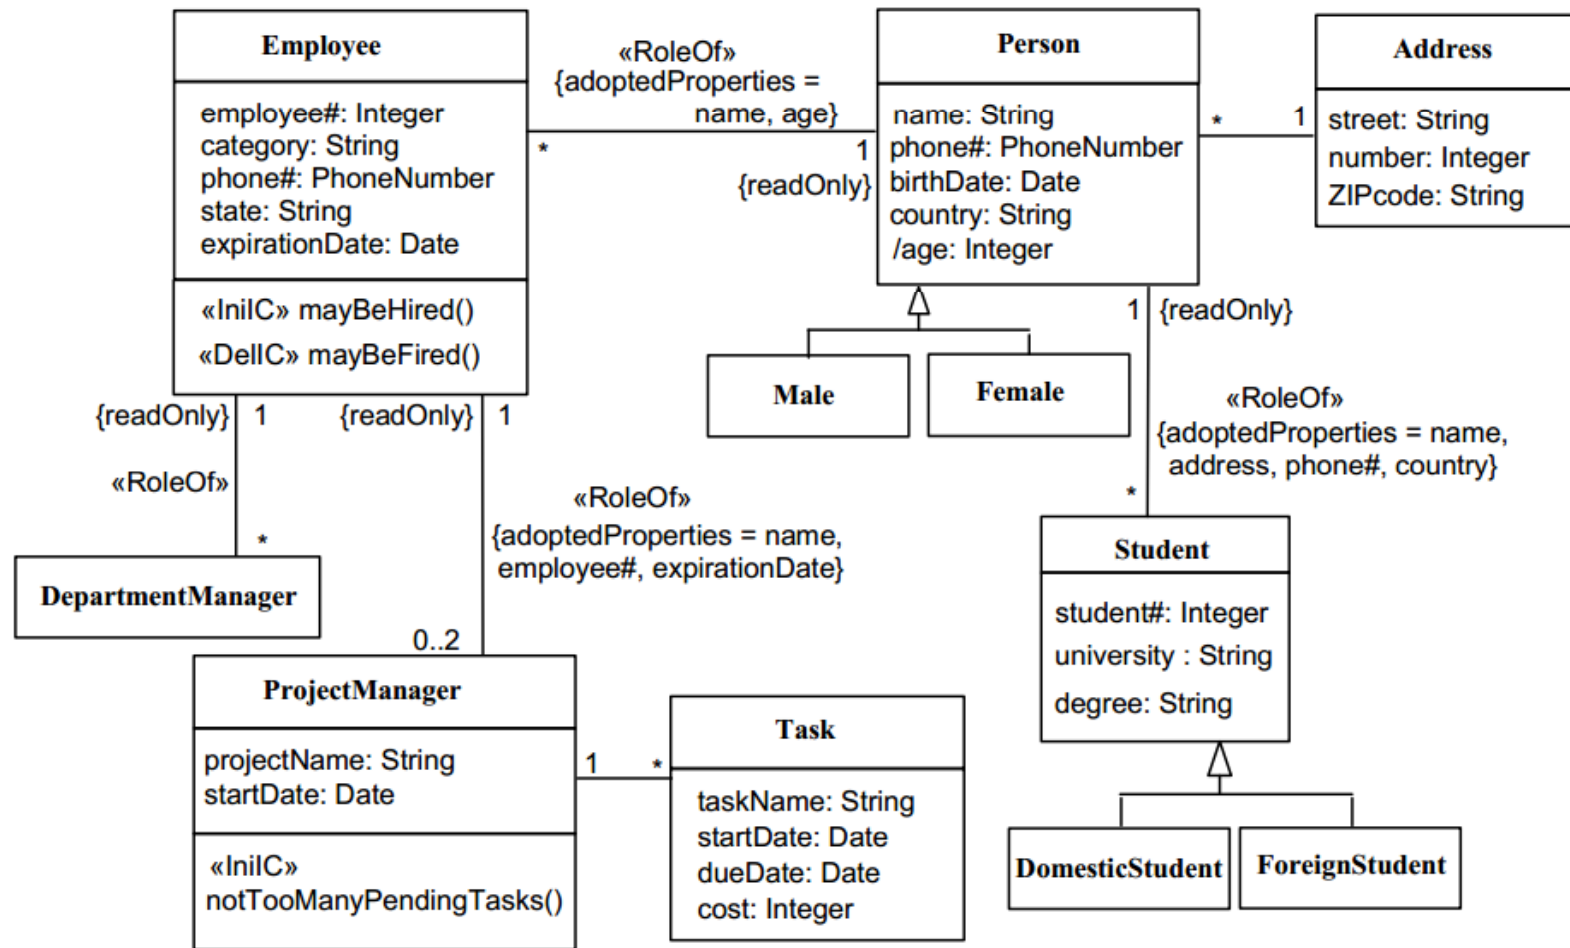 Employee
employee#: Integer
category: String
phone#: PhoneNumber
state: String
expirationDate: Date
«IniIC» mayBeHired()
«DelIC» mayBeFired()
«RoleOf»
{adoptedProperties =
name, age}
*
1
{readOnly}
Person
name: String
phone#: PhoneNumber
birthDate: Date
country: String
/age: Integer
*
1
Address
street: String
number: Integer
ZIPcode: String
Male
Female
1
{readOnly}
«RoleOf»
{adoptedProperties = name,
address, phone#, country}
*
{readOnly}
1
«RoleOf»
*
DepartmentManager
{readOnly}
1
«RoleOf»
{adoptedProperties = name,
employee#, expirationDate}
0..2
ProjectManager
projectName: String
startDate: Date
«IniIC»
notTooManyPendingTasks()
1
*
Task
taskName: String
startDate: Date
dueDate: Date
cost: Integer
Student
student#: Integer
university : String
degree: String
DomesticStudent
ForeignStudent